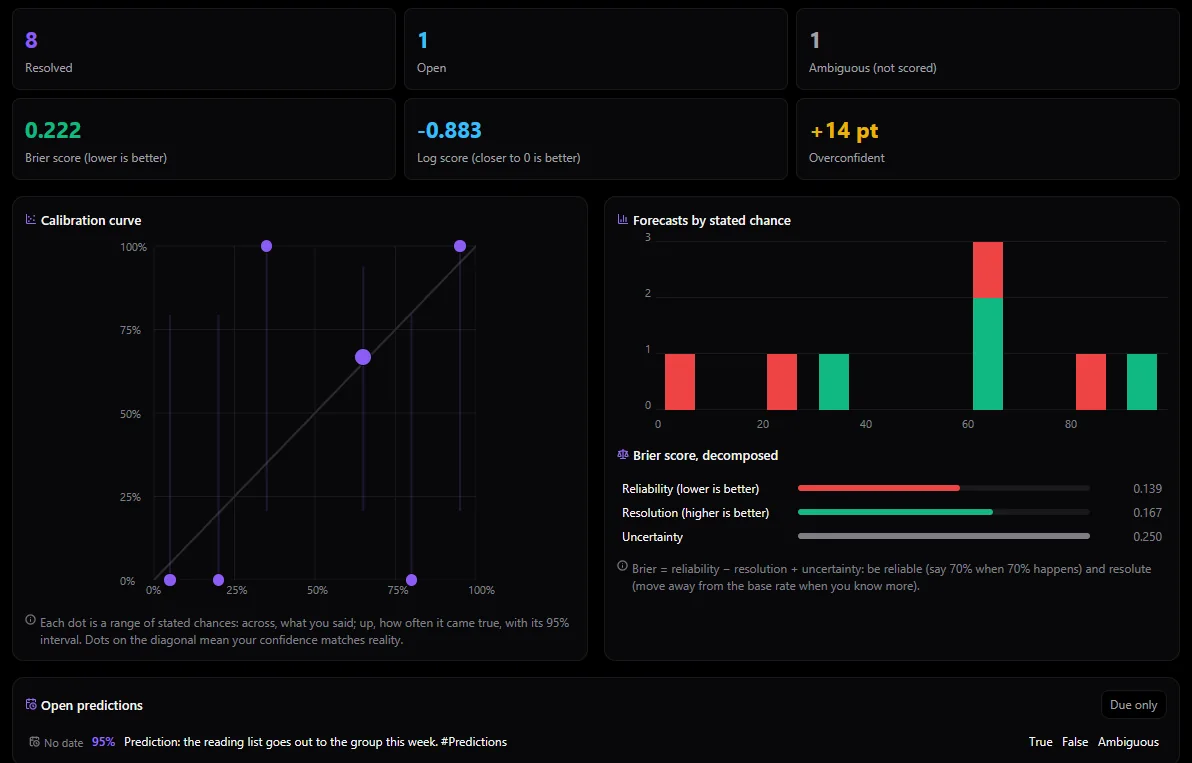 8
Resolved
1
Open
1
Ambiguous (not scored)
0.222
Brier score (lower is better)
-0.883
Log score (closer to 0 is better)
+14 pt
Overconfident
Calibration curve
100%
75%
50%
25%
0%
0%
25%
50%
75%
100%
Each dot is a range of stated chances: across, what you said; up, how often it came true, with its 95%
interval. Dots on the diagonal mean your confidence matches reality.
Forecasts by stated chance
3
2
1
0
0
20
40
60
80
Brier score, decomposed
Reliability (lower is better) 0.139
Resolution (higher is better) 0.167
Uncertainty 0.250
Brier = reliability − resolution + uncertainty: be reliable (say 70% when 70% happens) and resolute
(move away from the base rate when you know more).
Open predictions
Due only
No date 95% Prediction: the reading list goes out to the group this week. #Predictions True False Ambiguous